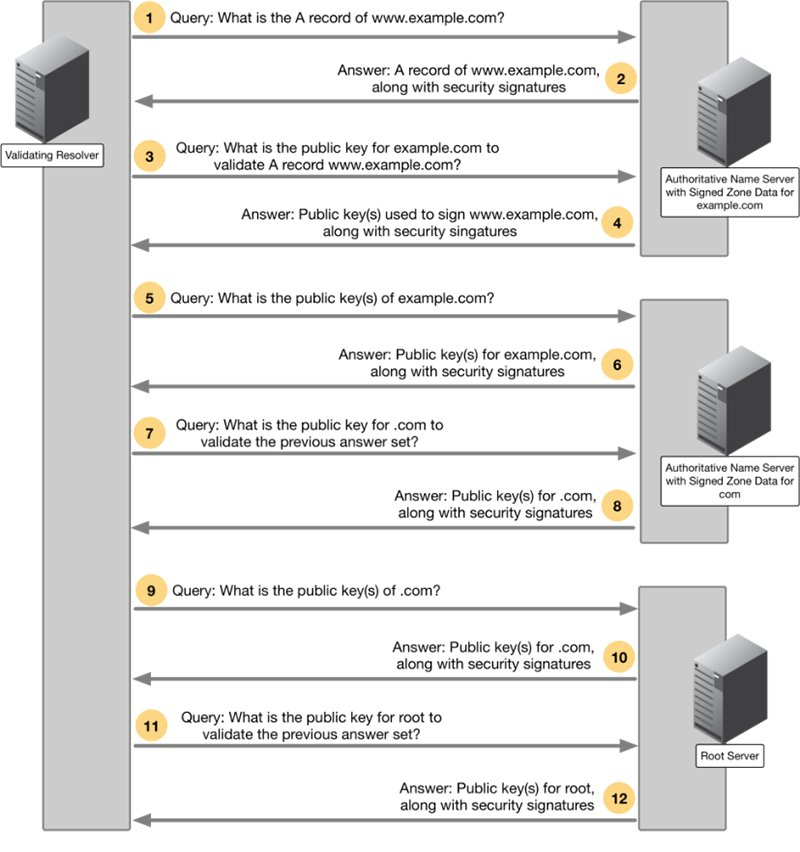 1
Query: What is the A record of www.example.com?
Answer: A record of www.example.com,
along with security signatures
2
Validating Resolver
3
Query: What is the public key for example.com to
validate A record www.example.com?
Authoritative Name Server
with Signed Zone Data for
example.com
Answer: Public key(s) used to sign www.example.com,
along with security singatures
4
5
Query: What is the public key(s) of example.com?
Answer: Public key(s) for example.com,
along with security signatures
6
7
Query: What is the public key for .com to
validate the previous answer set?
Authoritative Name Server
with Signed Zone Data for
com
Answer: Public key(s) for .com,
along with security signatures
8
9
Query: What is the public key(s) of .com?
Answer: Public key(s) for .com,
along with security signatures
10
11
Query: What is the public key for root to
validate the previous answer set?
Root Server
Answer: Public key(s) for root,
along with security signatures
12